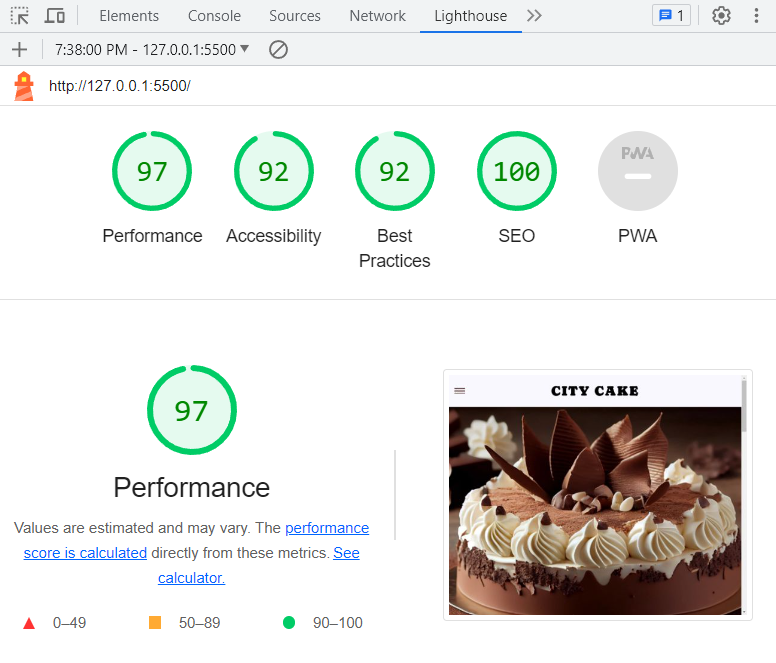 Elements Console Sources Network Lighthouse 1
7:38:00 PM - 127.0.0.1:5500
http://127.0.0.1:5500/
97 92 92 100 PWA
Performance Accessibility Best Practices SEO PWA
97
Performance
Values are estimated and may vary. The performance
score is calculated directly from these metrics. See
calculator.
0–49 50–89 90–100
CITY CAKE